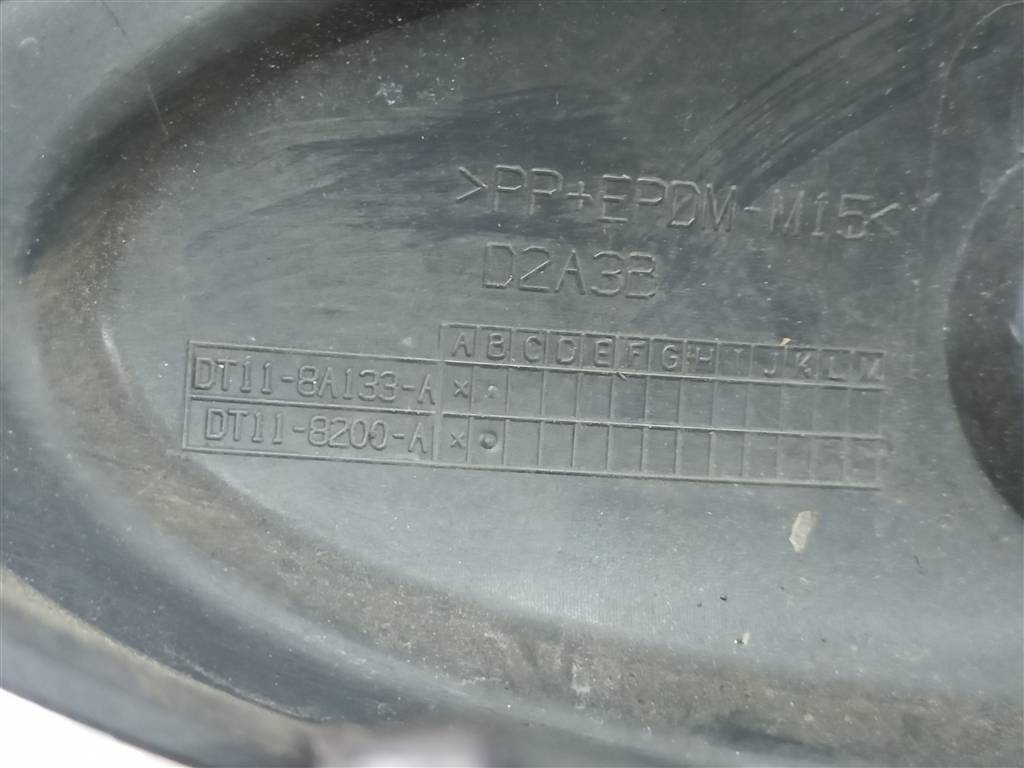 >PP+EPDM-M15<
D2A3B
A B C D E F G H I J K L M
DT11-8A133-A × •
DT11-8200-A × •